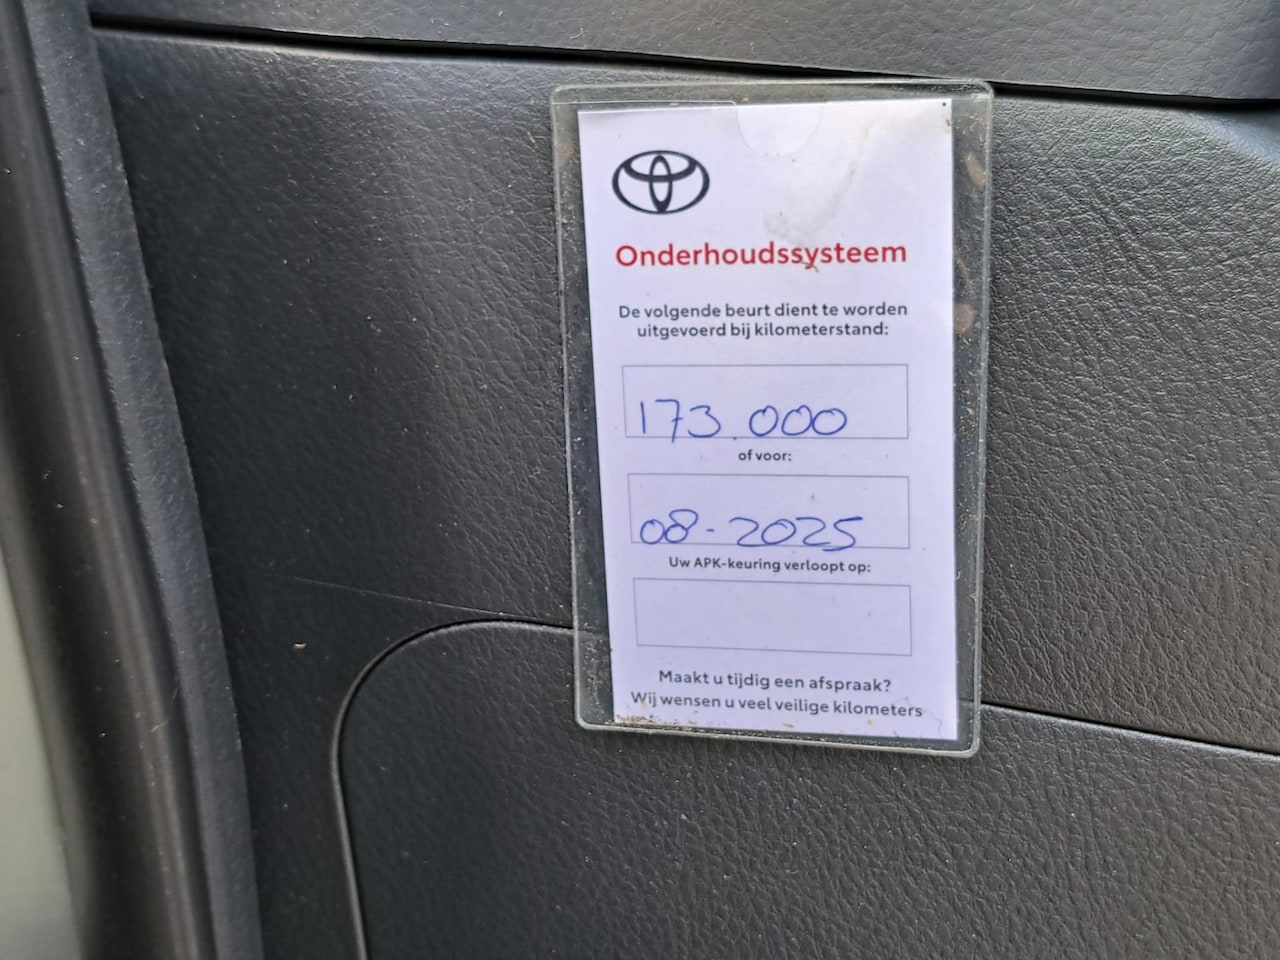 Onderhoudssysteem
De volgende beurt dient te worden
uitgevoerd bij kilometerstand:
173.000
of voor:
08-2025
Uw APK-keuring verloopt op:
Maakt u tijdig een afspraak?
Wij wensen u veel veilige kilometers